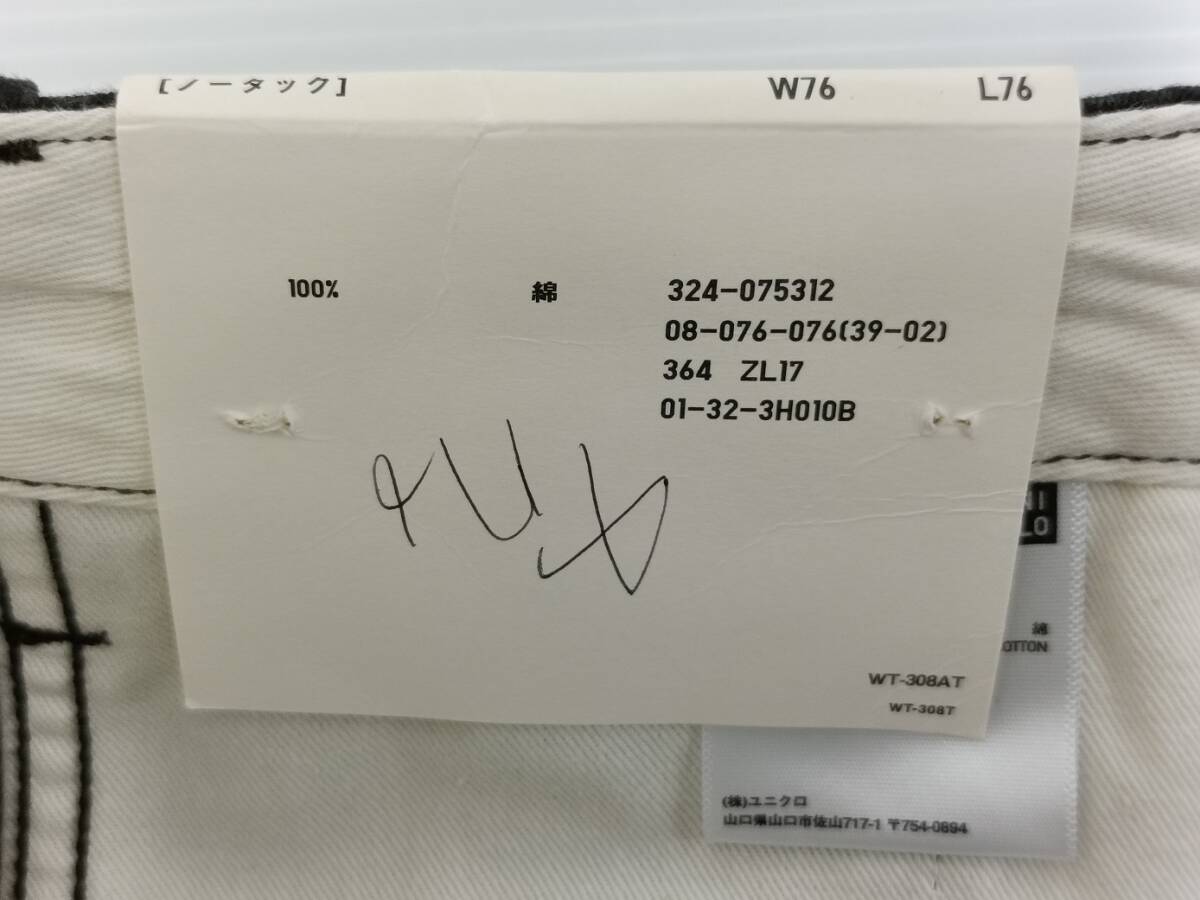 [ノータック] W76 L76
100% 綿 324-075312
08-076-076(39-02)
364 ZL17
01-32-3H010B
WT-308AT
WT-308T
NI
LO
綿
OTTON
(株)ユニクロ
山口県山口市佐山717-1 〒754-0894